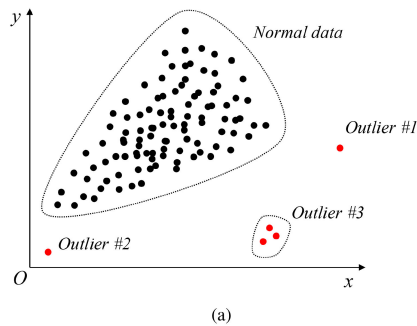 y
Normal data
Outlier #1
Outlier #3
Outlier #2
O
x
(a)